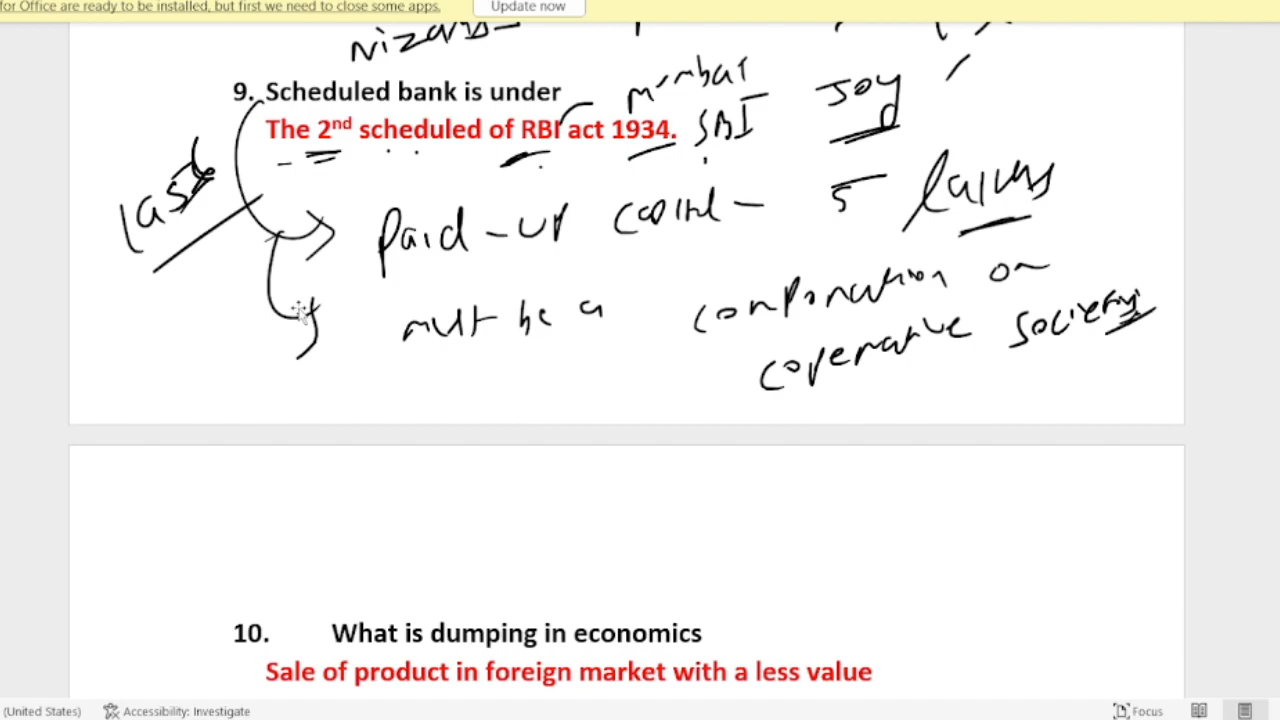 for Office are ready to be installed, but first we need to close some apps. Update now
Nizam
9. Scheduled bank is under
mumbai
Joy
The 2nd scheduled of RBI act 1934.
SBI
last
Paid-up capital - 5 lakhs
must be a corporation or
coperative society
10. What is dumping in economics
Sale of product in foreign market with a less value
(United States) Accessibility: Investigate Focus